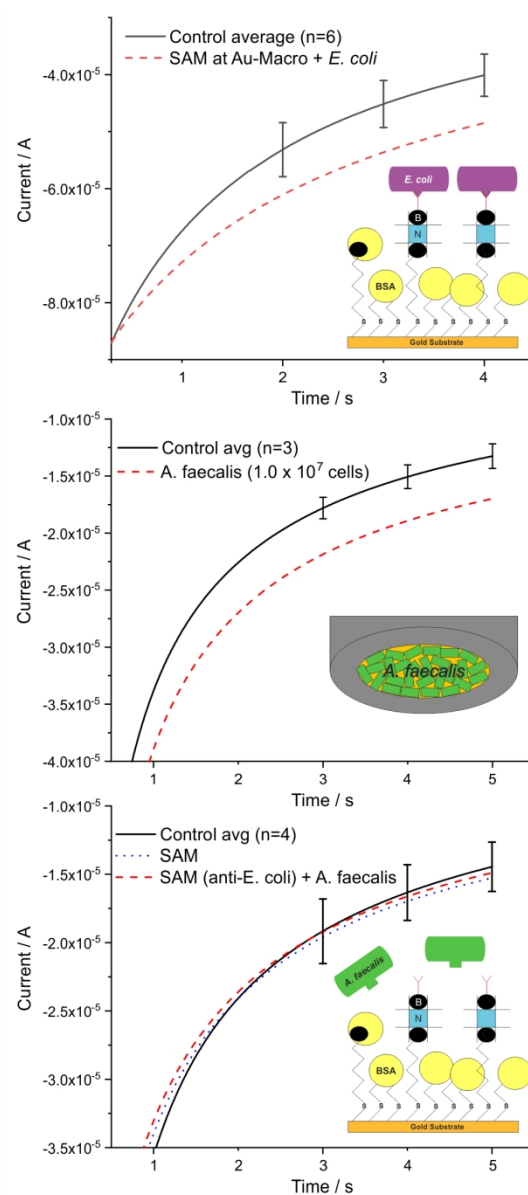 Control average (n=6)
SAM at Au-Macro + E. coli
-4.0x10⁻⁵
-6.0x10⁻⁵
-8.0x10⁻⁵
Current / A
E. coli
B
N
BSA
s s s s s s s s
Gold Substrate
1 2 3 4
Time / s
-1.0x10⁻⁵
-1.5x10⁻⁵
-2.0x10⁻⁵
-2.5x10⁻⁵
-3.0x10⁻⁵
-3.5x10⁻⁵
-4.0x10⁻⁵
Current / A
Control avg (n=3)
A. faecalis (1.0 x 10⁷ cells)
A. faecalis
1 2 3 4 5
Time / s
-1.0x10⁻⁵
-1.5x10⁻⁵
-2.0x10⁻⁵
-2.5x10⁻⁵
-3.0x10⁻⁵
-3.5x10⁻⁵
Current / A
Control avg (n=4)
SAM
SAM (anti-E. coli) + A. faecalis
A. faecalis
B
N
BSA
s s s s s s s s
Gold Substrate
1 2 3 4 5
Time / s